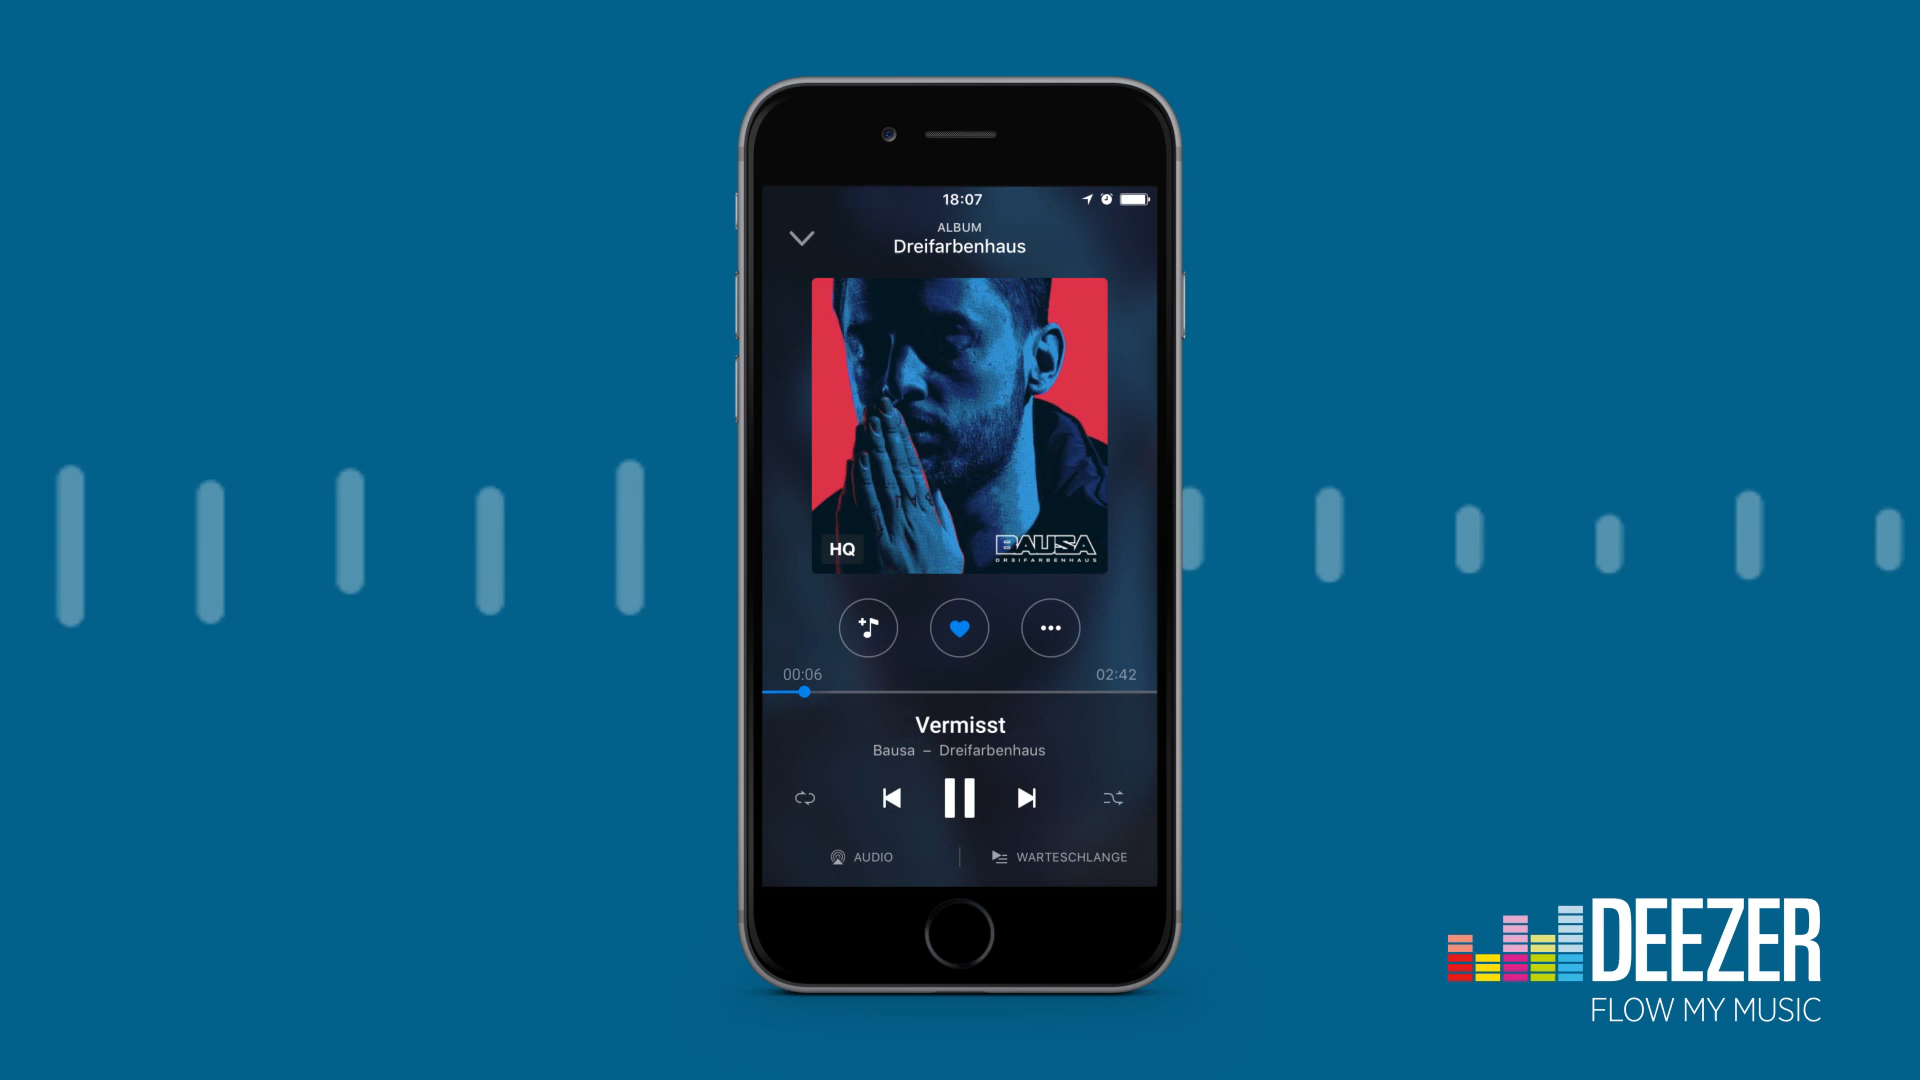 18:07
ALBUM
Dreifarbenhaus
HQ
BAUSA
DREIFARBENHAUS
00:06
02:42
Vermisst
Bausa – Dreifarbenhaus
AUDIO
WARTESCHLANGE
DEEZER
FLOW MY MUSIC